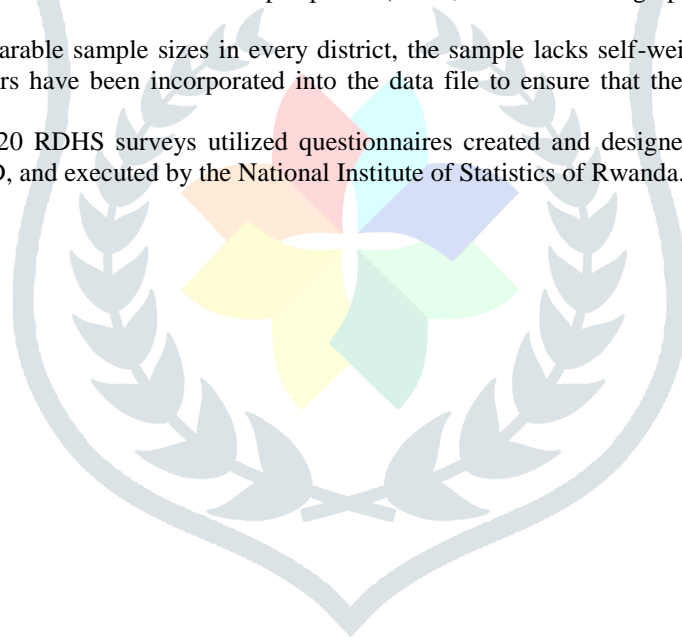 arable sample sizes in every district, the sample lacks self-wei
rs have been incorporated into the data file to ensure that the
20 RDHS surveys utilized questionnaires created and designe
, and executed by the National Institute of Statistics of Rwanda.